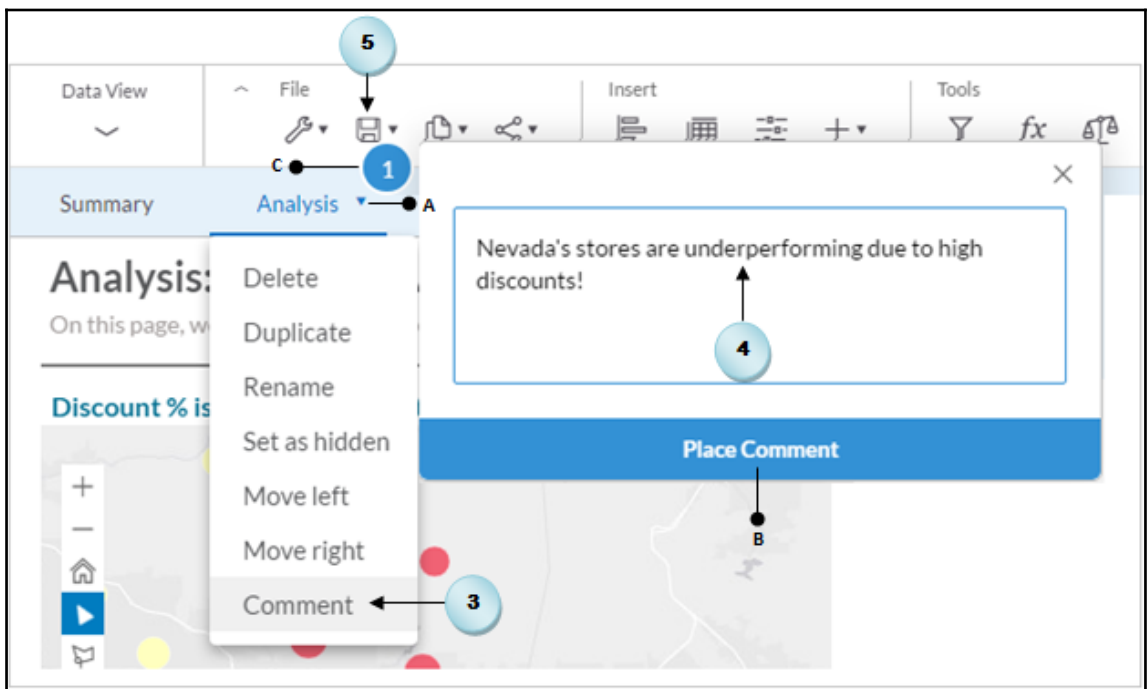 5
Data View
File
Insert
Tools
fx
C
1
Summary
Analysis
A
Nevada's stores are underperforming due to high
discounts!
4
Place Comment
B
Analysis:
On this page, w
Discount % is
Delete
Duplicate
Rename
Set as hidden
Move left
Move right
Comment
3